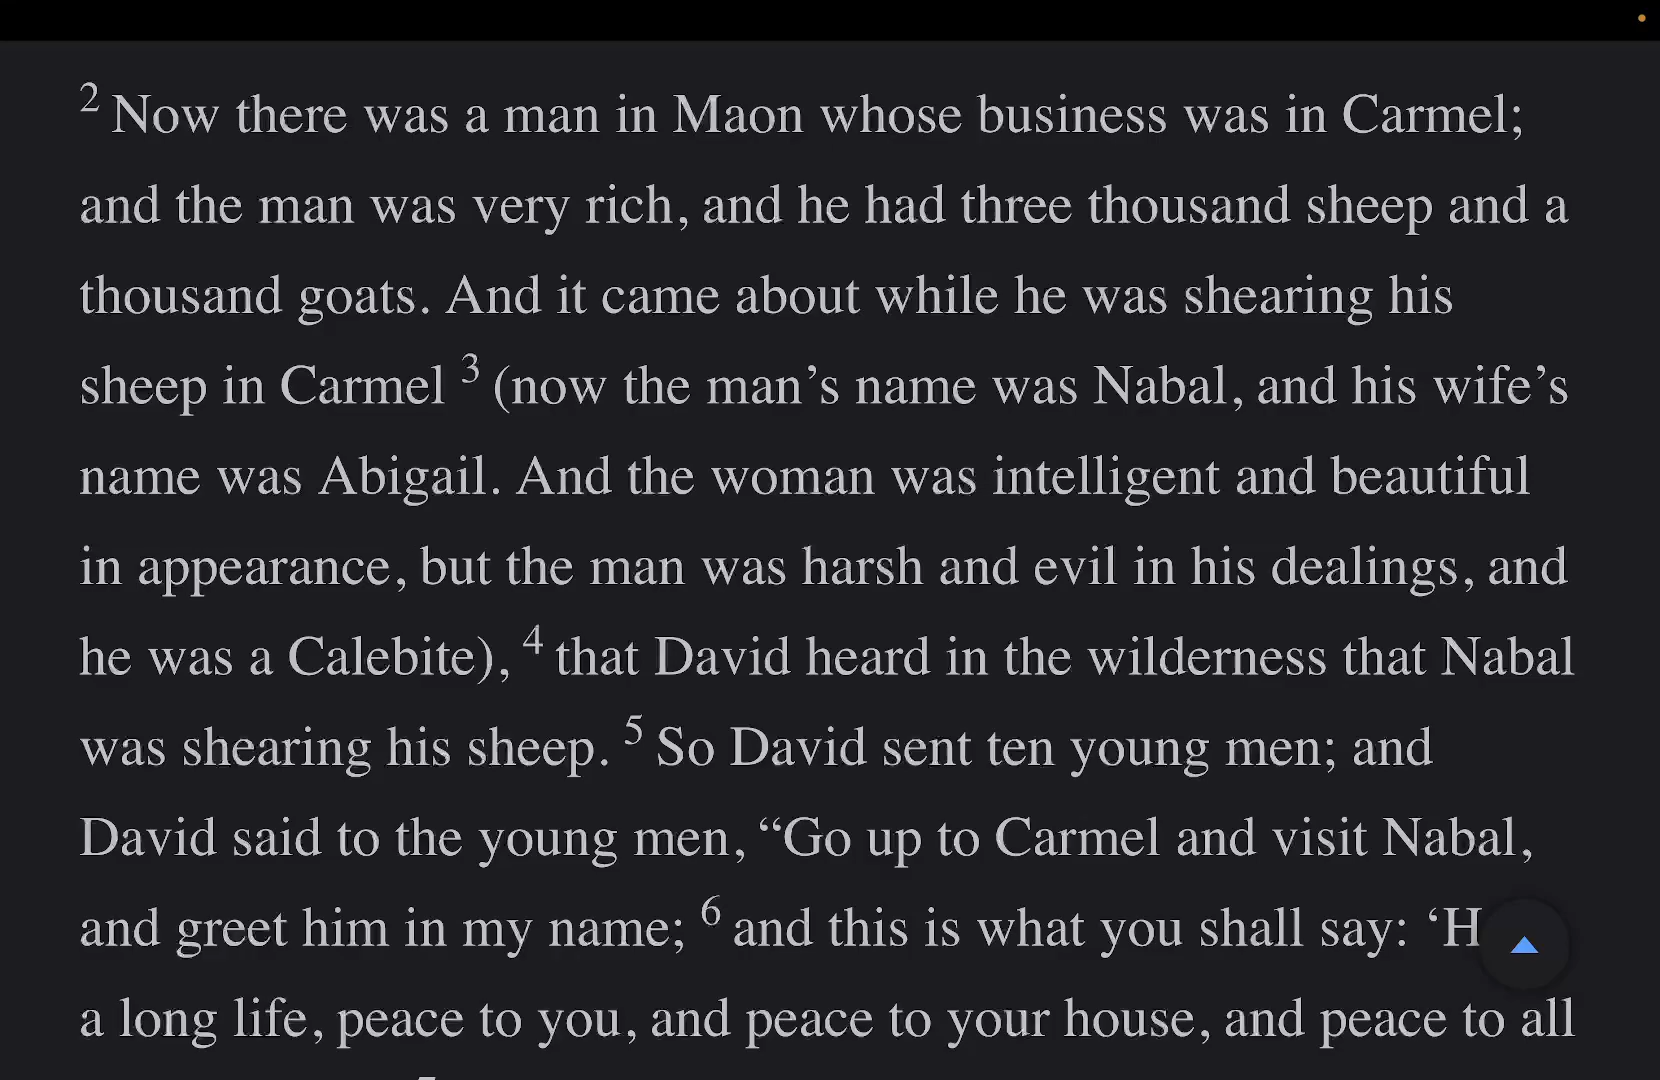 2 Now there was a man in Maon whose business was in Carmel;
and the man was very rich, and he had three thousand sheep and a
thousand goats. And it came about while he was shearing his
sheep in Carmel 3 (now the man’s name was Nabal, and his wife’s
name was Abigail. And the woman was intelligent and beautiful
in appearance, but the man was harsh and evil in his dealings, and
he was a Calebite), 4 that David heard in the wilderness that Nabal
was shearing his sheep. 5 So David sent ten young men; and
David said to the young men, “Go up to Carmel and visit Nabal,
and greet him in my name; 6 and this is what you shall say: ‘H
a long life, peace to you, and peace to your house, and peace to all